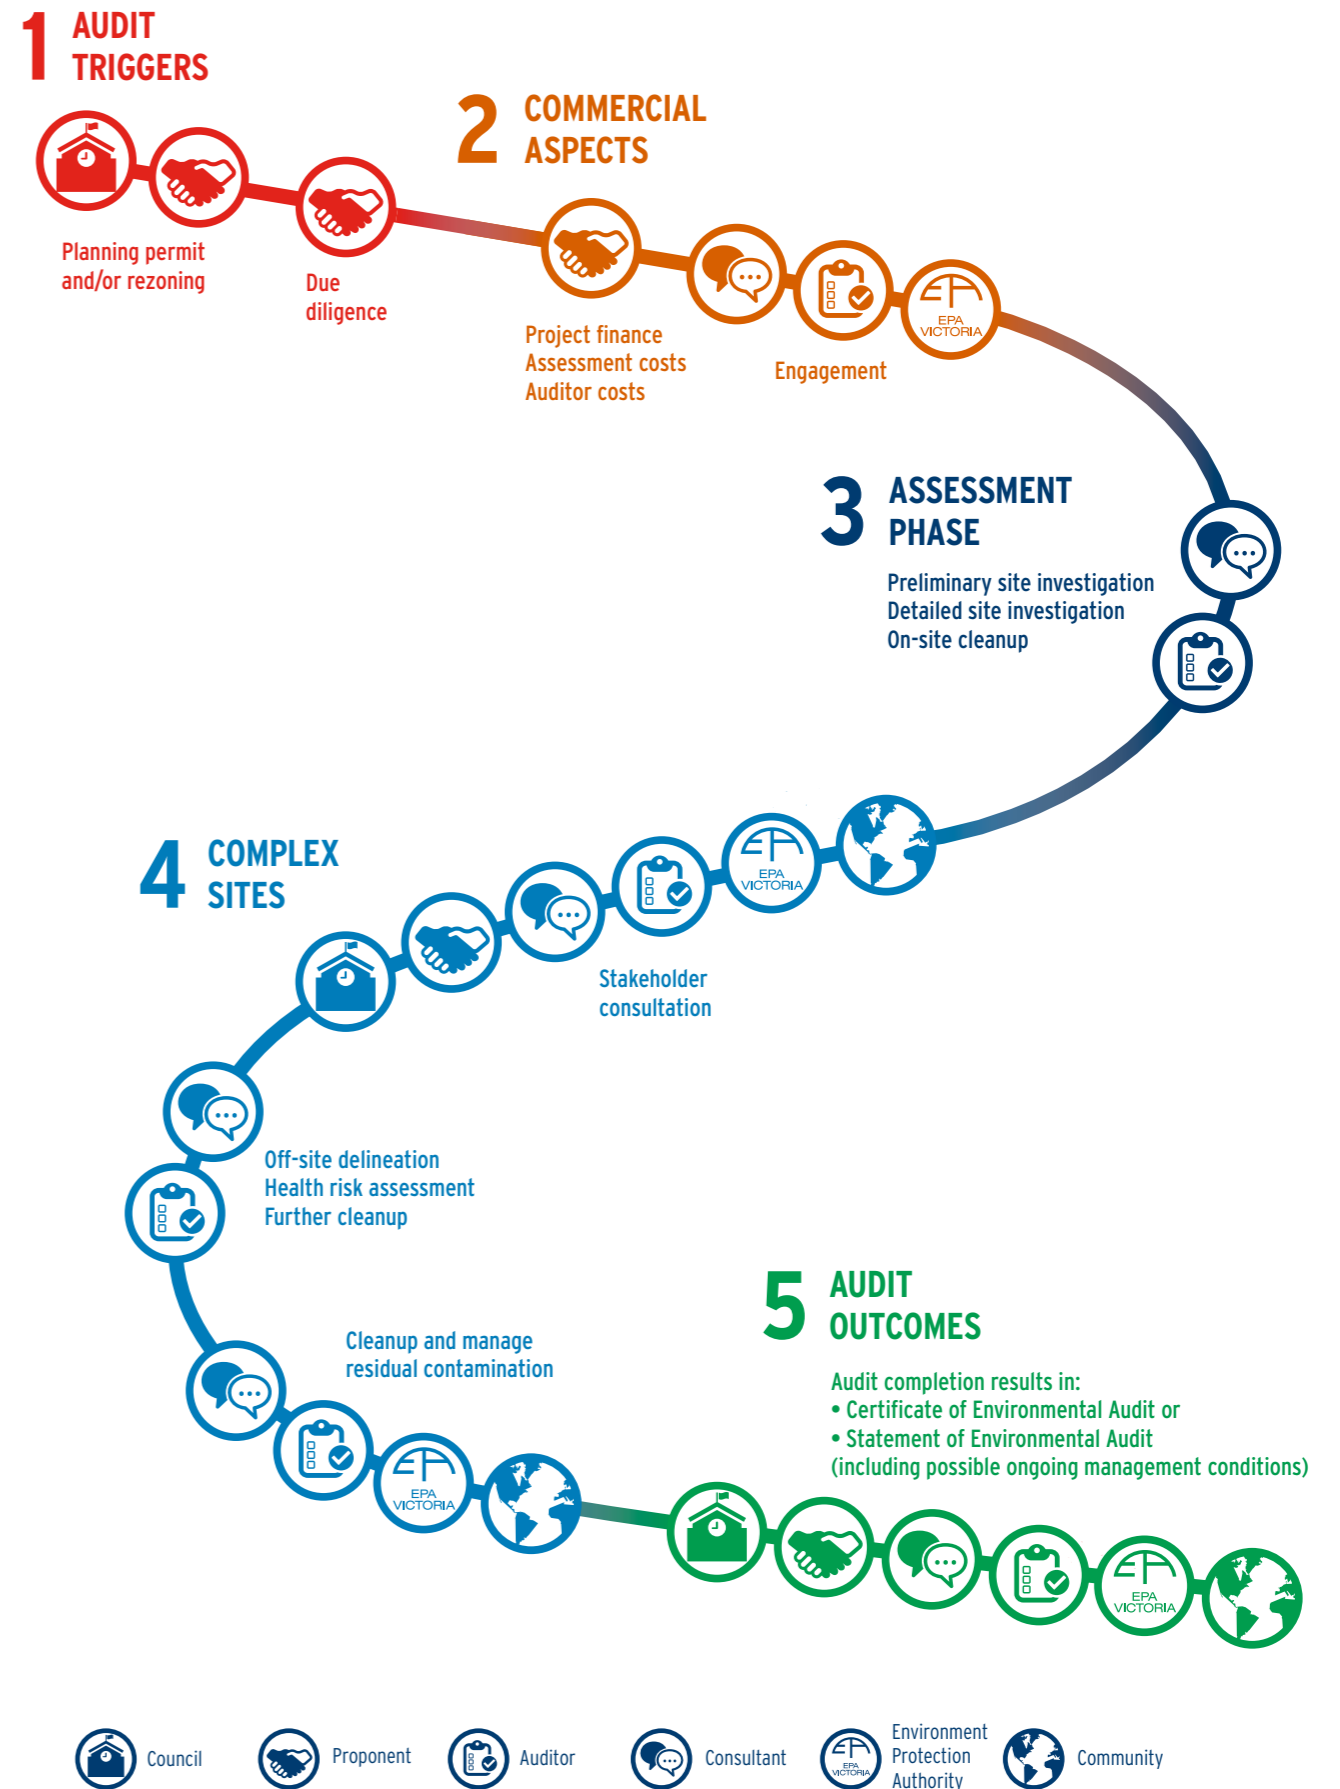 1 AUDIT
TRIGGERS
Planning permit
and/or rezoning
Due
diligence
2 COMMERCIAL
ASPECTS
Project finance
Assessment costs
Auditor costs
Engagement
EPA
VICTORIA
3 ASSESSMENT
PHASE
Preliminary site investigation
Detailed site investigation
On-site cleanup
4 COMPLEX
SITES
EPA
VICTORIA
Stakeholder
consultation
Off-site delineation
Health risk assessment
Further cleanup
Cleanup and manage
residual contamination
EPA
VICTORIA
5 AUDIT
OUTCOMES
Audit completion results in:
• Certificate of Environmental Audit or
• Statement of Environmental Audit
(including possible ongoing management conditions)
EPA
VICTORIA
Council
Proponent
Auditor
Consultant
EPA
VICTORIA
Environment
Protection
Authority
Community